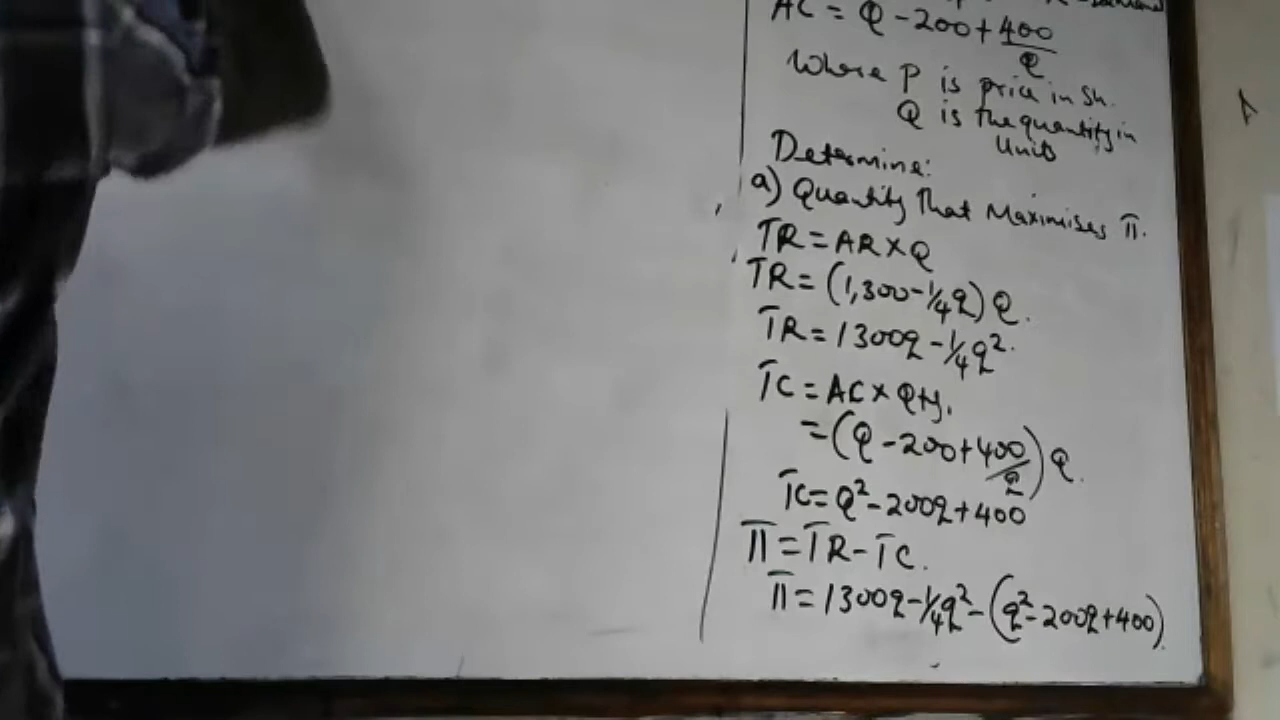 AC = Q - 200 + 400/Q
Where P is price in Sh.
Q is the quantity in
Units
Determine:
a) Quantity that Maximises π.
TR = AR × Q
TR = (1,300 - 1/4q) Q.
TR = 1300q - 1/4q².
TC = AC × Qty.
= (Q - 200 + 400/q) Q.
TC = Q² - 200q + 400
π = TR - TC.
π = 1300q - 1/4q² - (q² - 200q + 400)